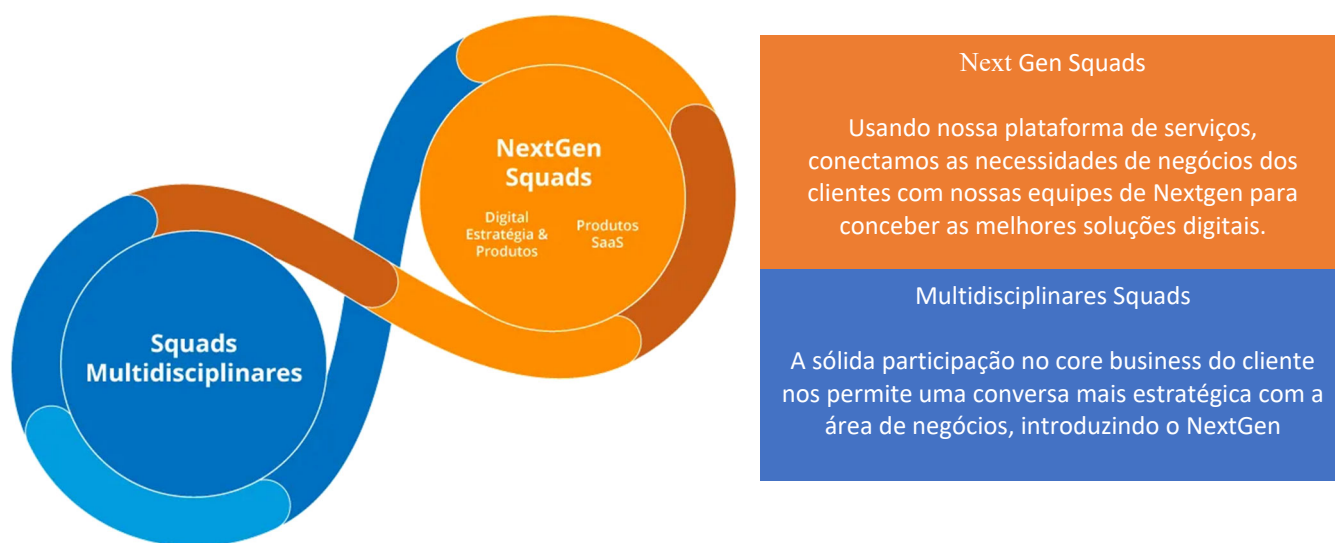 NextGen
Squads
Digital
Estratégia &
Produtos
Produtos
SaaS
Squads
Multidisciplinares
Next Gen Squads
Usando nossa plataforma de serviços,
conectamos as necessidades de negócios dos
clientes com nossas equipes de Nextgen para
conceber as melhores soluções digitais.
Multidisciplinares Squads
A sólida participação no core business do cliente
nos permite uma conversa mais estratégica com a
área de negócios, introduzindo o NextGen